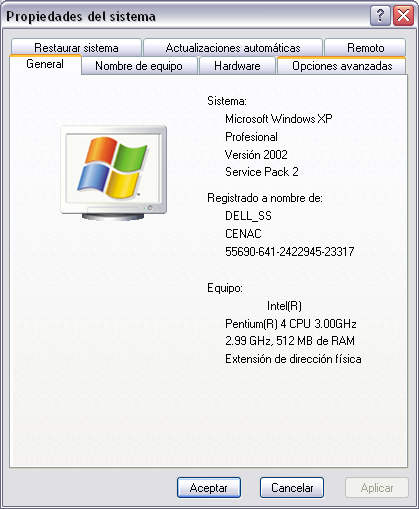 Propiedades del sistema
Restaurar sistema
Actualizaciones automáticas
Remoto
General
Nombre de equipo
Hardware
Opciones avanzadas
Sistema:
Microsoft Windows XP
Profesional
Versión 2002
Service Pack 2
Registrado a nombre de:
DELL_SS
CENAC
55690-641-2422945-23317
Equipo:
Intel(R)
Pentium(R) 4 CPU 3.00GHz
2.99 GHz, 512 MB de RAM
Extensión de dirección física
Aceptar
Cancelar
Aplicar